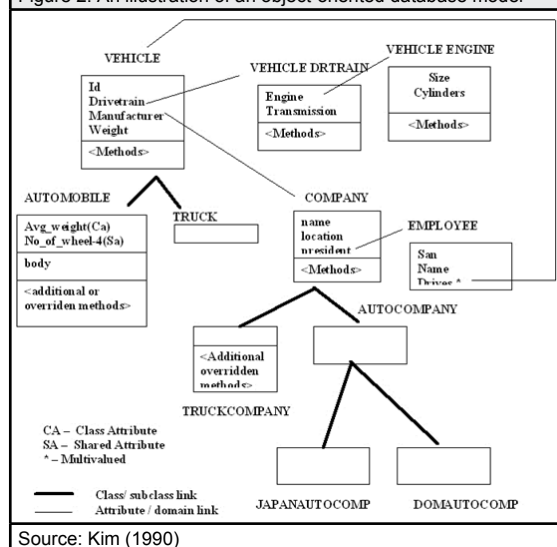 Figure 2: An illustration of an object-oriented database model
VEHICLE
Id
Drivetrain
Manufacturer
Weight
<Methods>
VEHICLE DRTRAIN
Engine
Transmission
<Methods>
VEHICLE ENGINE
Size
Cylinders
<Methods>
AUTOMOBILE
Avg_weight(Ca)
No_of_wheel-4(Sa)
body
<additional or
overriden methods>
TRUCK
COMPANY
name
location
president
<Methods>
EMPLOYEE
San
Name
Drives *
AUTOCOMPANY
<Additional
overridden
methods>
TRUCKCOMPANY
JAPANAUTOCOMP
DOMAUTOCOMP
CA – Class Attribute
SA – Shared Attribute
* – Multivalued
Class/ subclass link
Attribute / domain link
Source: Kim (1990)